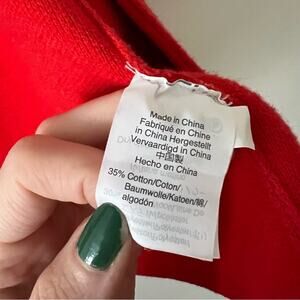 Made in China
Fabriqué en Chine
in China Hergestellt
Vervaardigd in China
中国製
Hecho en China
35% Cotton/Coton/
Baumwolle/Katoen/綿/
algodón